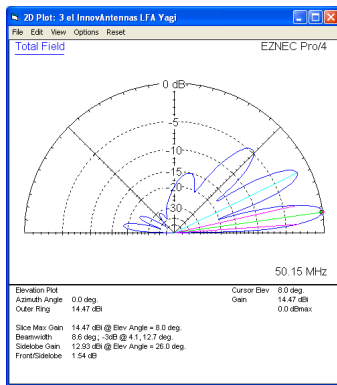 2D Plot: 3 el InnovAntennas LFA Yagi
File Edit View Options Reset
Total Field
EZNEC Pro/4
0 dB
-5
-10
-15
-20
-30
50.15 MHz
Elevation Plot
Cursor Elev 8.0 deg.
Azimuth Angle 0.0 deg.
Gain 14.47 dBi
Outer Ring 14.47 dBi
0.0 dBmax
Slice Max Gain 14.47 dBi @ Elev Angle = 8.0 deg.
Beamwidth 8.6 deg.; -3dB @ 4.1, 12.7 deg.
Sidelobe Gain 12.93 dBi @ Elev Angle = 26.0 deg.
Front/Sidelobe 1.54 dB